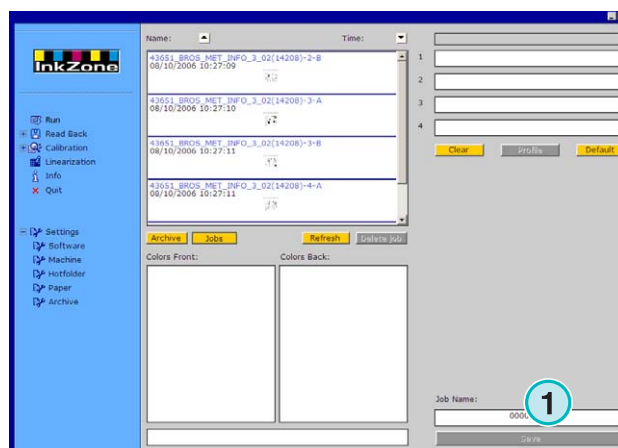 InkZone
Run
Read Back
Calibration
Linearization
Info
Quit
Settings
Software
Machine
Hotfolder
Paper
Archive
Name: Time:
43651_BROS_MET_INFO_3_02(14208)-2-B
08/10/2006 10:27:09
43651_BROS_MET_INFO_3_02(14208)-3-A
08/10/2006 10:27:10
43651_BROS_MET_INFO_3_02(14208)-3-B
08/10/2006 10:27:11
43651_BROS_MET_INFO_3_02(14208)-4-A
08/10/2006 10:27:11
Archive Jobs Refresh Delete job
Colors Front: Colors Back:
1
2
3
4
Clear Profile Default
Job Name:
1
Save